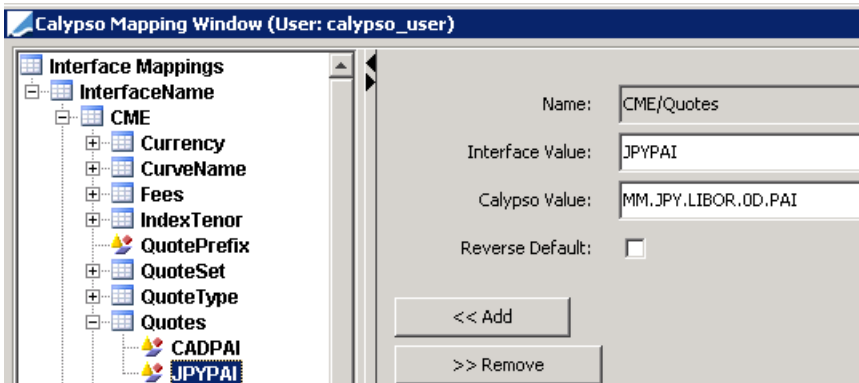 Calypso Mapping Window (User: calypso_user)
Interface Mappings
InterfaceName
CME
Currency
CurveName
Fees
IndexTenor
QuotePrefix
QuoteSet
QuoteType
Quotes
CADPAI
JPYPAI
Name: CME/Quotes
Interface Value: JPYPAI
Calypso Value: MM.JPY.LIBOR.0D.PAI
Reverse Default:
<< Add
>> Remove